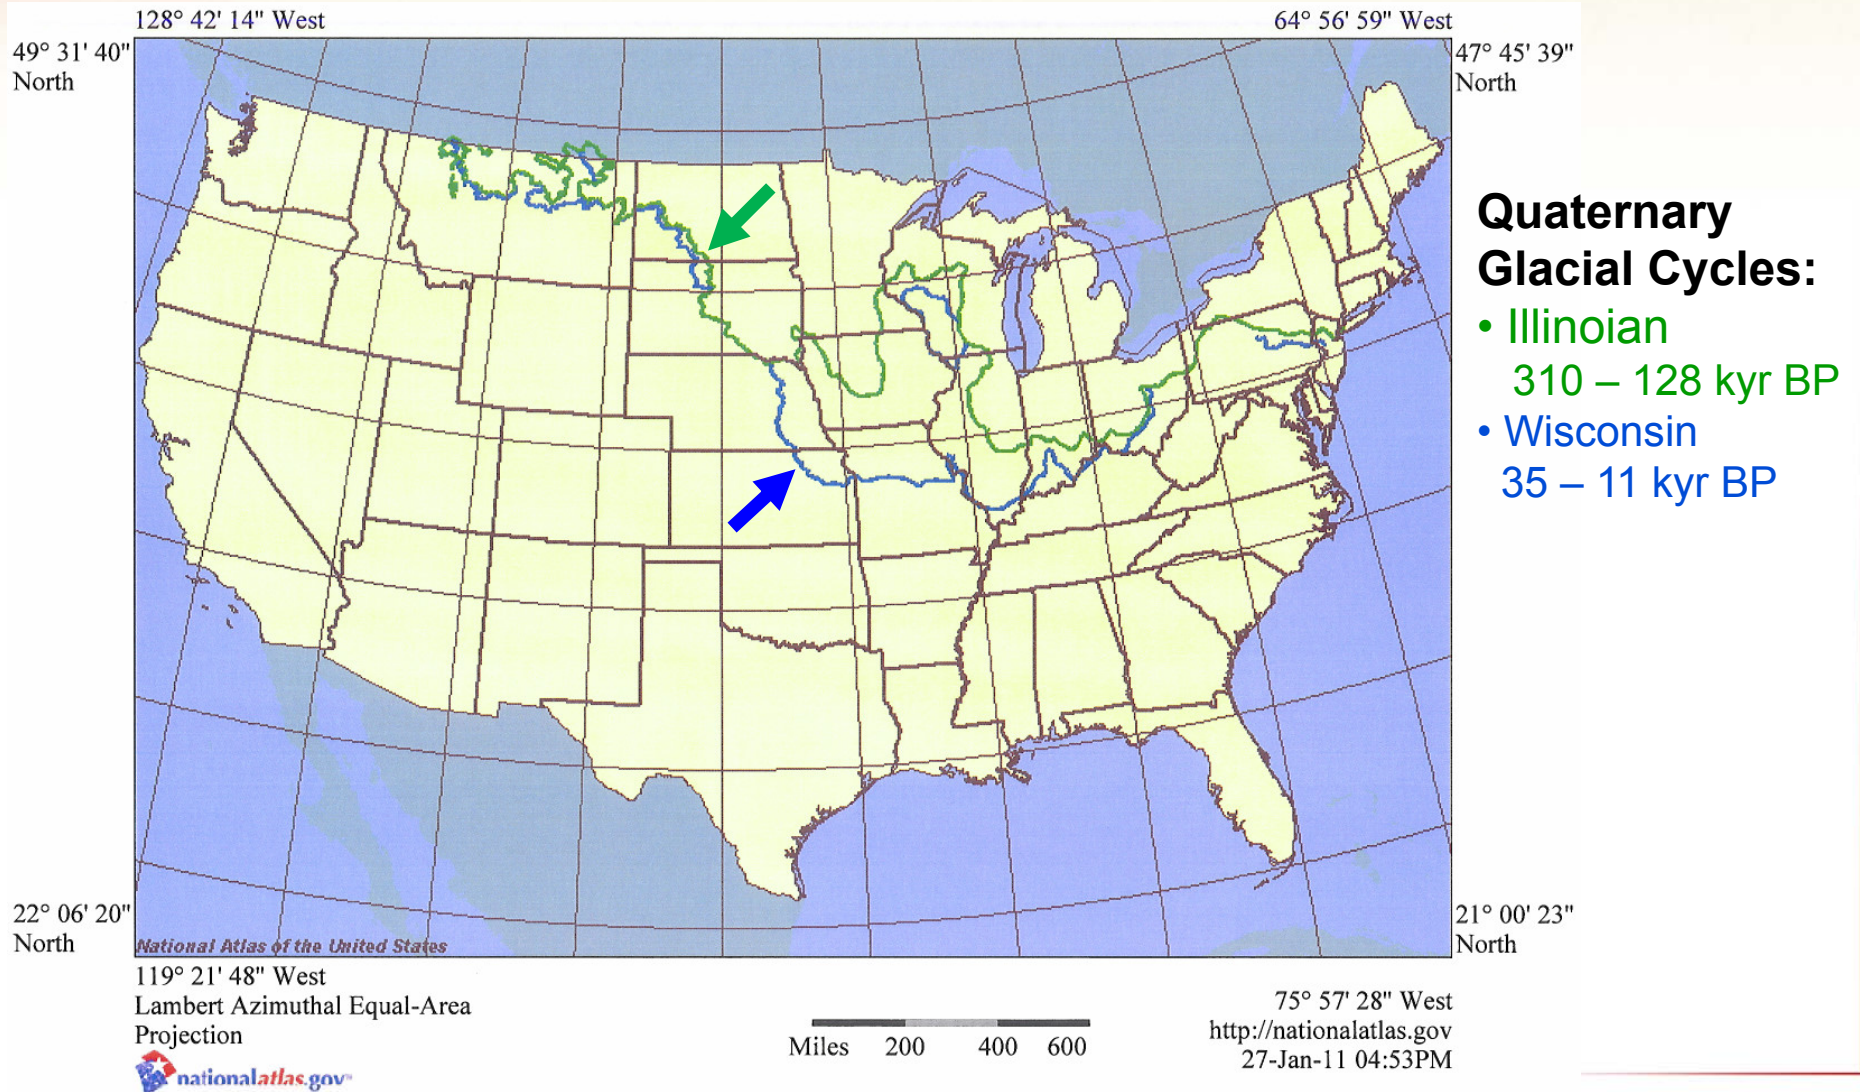 128° 42' 14" West
64° 56' 59" West
49° 31' 40"
North
47° 45' 39"
North
Quaternary
Glacial Cycles:
• Illinoian
310 – 128 kyr BP
• Wisconsin
35 – 11 kyr BP
22° 06' 20"
North
21° 00' 23"
North
National Atlas of the United States
119° 21' 48" West
Lambert Azimuthal Equal-Area
Projection
nationalatlas.gov™
Miles 200 400 600
75° 57' 28" West
http://nationalatlas.gov
27-Jan-11 04:53PM